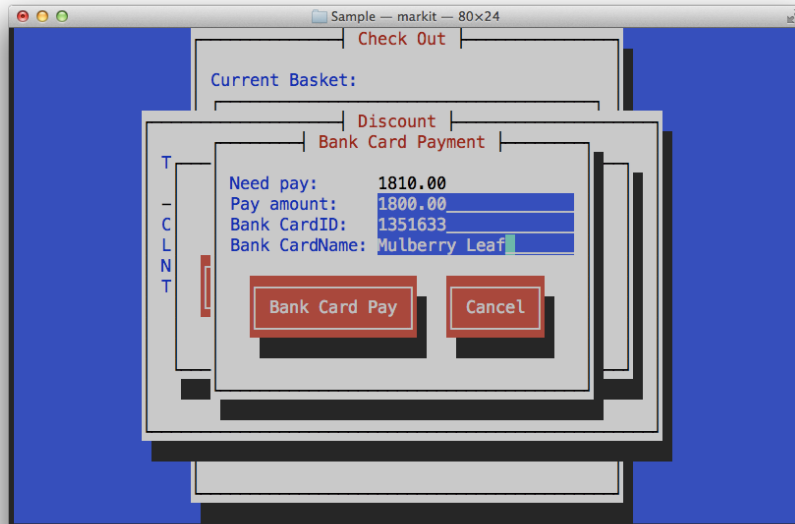 Sample — markit — 80×24
Check Out
Current Basket:
Discount
Bank Card Payment
T
Need pay: 1810.00
Pay amount: 1800.00
–
C
Bank CardID: 1351633
L
Bank CardName: Mulberry Leaf
N
T
Bank Card Pay
Cancel